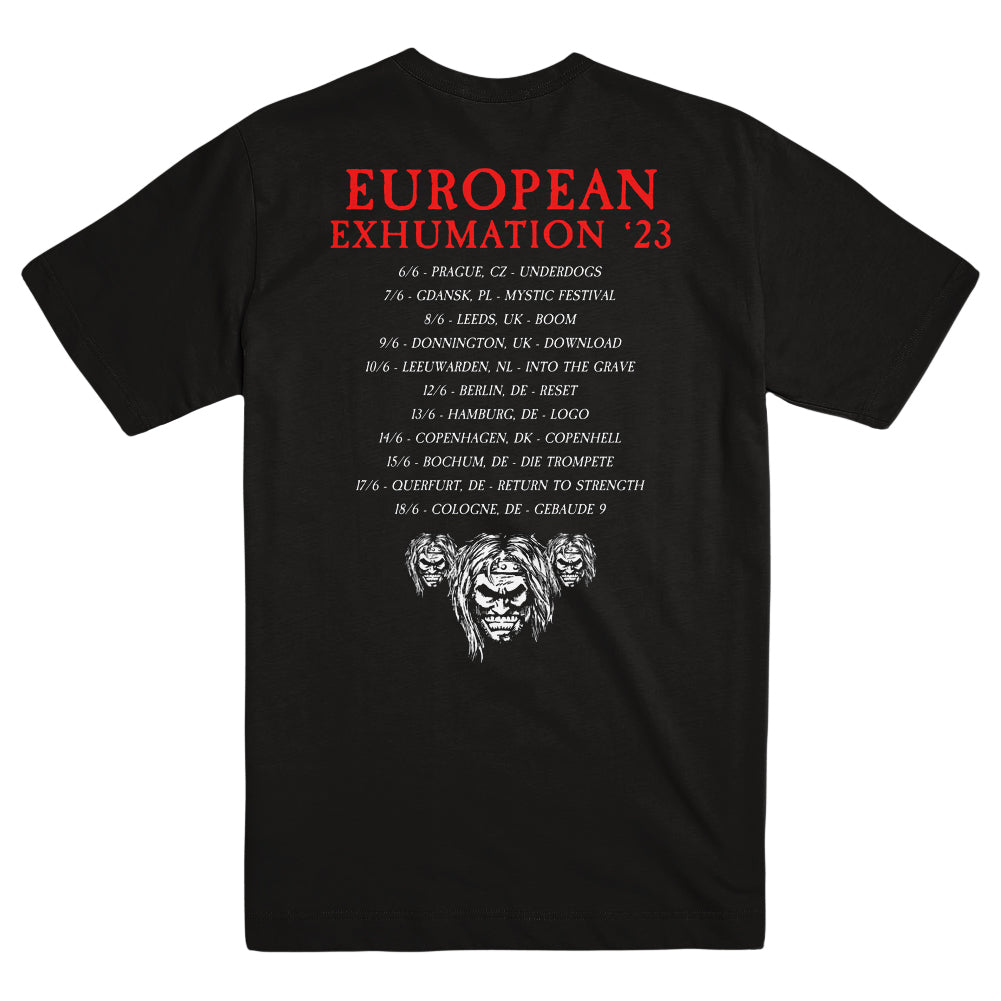 EUROPEAN
EXHUMATION ‘23
6/6 - PRAGUE, CZ - UNDERDOGS
7/6 - GDANSK, PL - MYSTIC FESTIVAL
8/6 - LEEDS, UK - BOOM
9/6 - DONNINGTON, UK - DOWNLOAD
10/6 - LEEUWARDEN, NL - INTO THE GRAVE
12/6 - BERLIN, DE - RESET
13/6 - HAMBURG, DE - LOGO
14/6 - COPENHAGEN, DK - COPENHELL
15/6 - BOCHUM, DE - DIE TROMPETE
17/6 - QUERFURT, DE - RETURN TO STRENGTH
18/6 - COLOGNE, DE - GEBAUDE 9